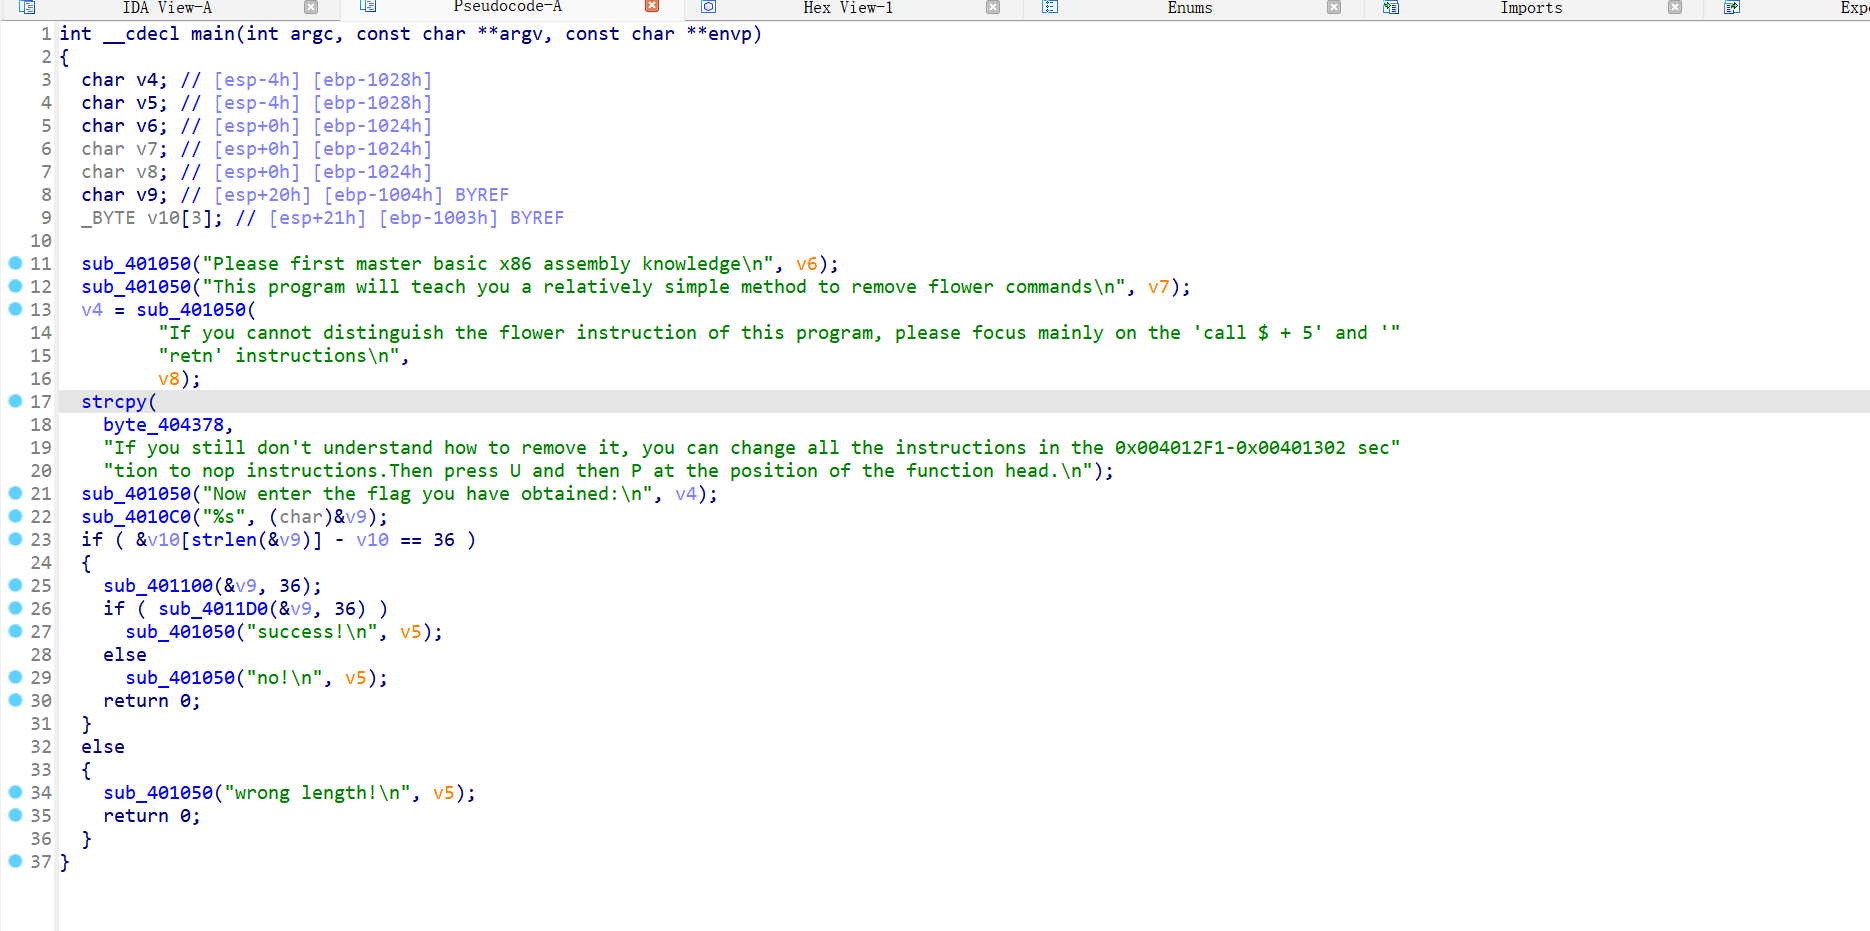 IDA View-A Pseudocode-A Hex View-1 Enums Imports
1 int __cdecl main(int argc, const char **argv, const char **envp)
2 {
3 char v4; // [esp-4h] [ebp-1028h]
4 char v5; // [esp-4h] [ebp-1028h]
5 char v6; // [esp+0h] [ebp-1024h]
6 char v7; // [esp+0h] [ebp-1024h]
7 char v8; // [esp+0h] [ebp-1024h]
8 char v9; // [esp+20h] [ebp-1004h] BYREF
9 _BYTE v10[3]; // [esp+21h] [ebp-1003h] BYREF
10
11 sub_401050("Please first master basic x86 assembly knowledge\n", v6);
12 sub_401050("This program will teach you a relatively simple method to remove flower commands\n", v7);
13 v4 = sub_401050(
14 "If you cannot distinguish the flower instruction of this program, please focus mainly on the 'call $ + 5' and '"
15 "retn' instructions\n",
16 v8);
17 strcpy(
18 byte_404378,
19 "If you still don't understand how to remove it, you can change all the instructions in the 0x004012F1-0x00401302 sec"
20 "tion to nop instructions.Then press U and then P at the position of the function head.\n");
21 sub_401050("Now enter the flag you have obtained:\n", v4);
22 sub_4010C0("%s", (char)&v9);
23 if ( &v10[strlen(&v9)] - v10 == 36 )
24 {
25 sub_401100(&v9, 36);
26 if ( sub_4011D0(&v9, 36) )
27 sub_401050("success!\n", v5);
28 else
29 sub_401050("no!\n", v5);
30 return 0;
31 }
32 else
33 {
34 sub_401050("wrong length!\n", v5);
35 return 0;
36 }
37 }